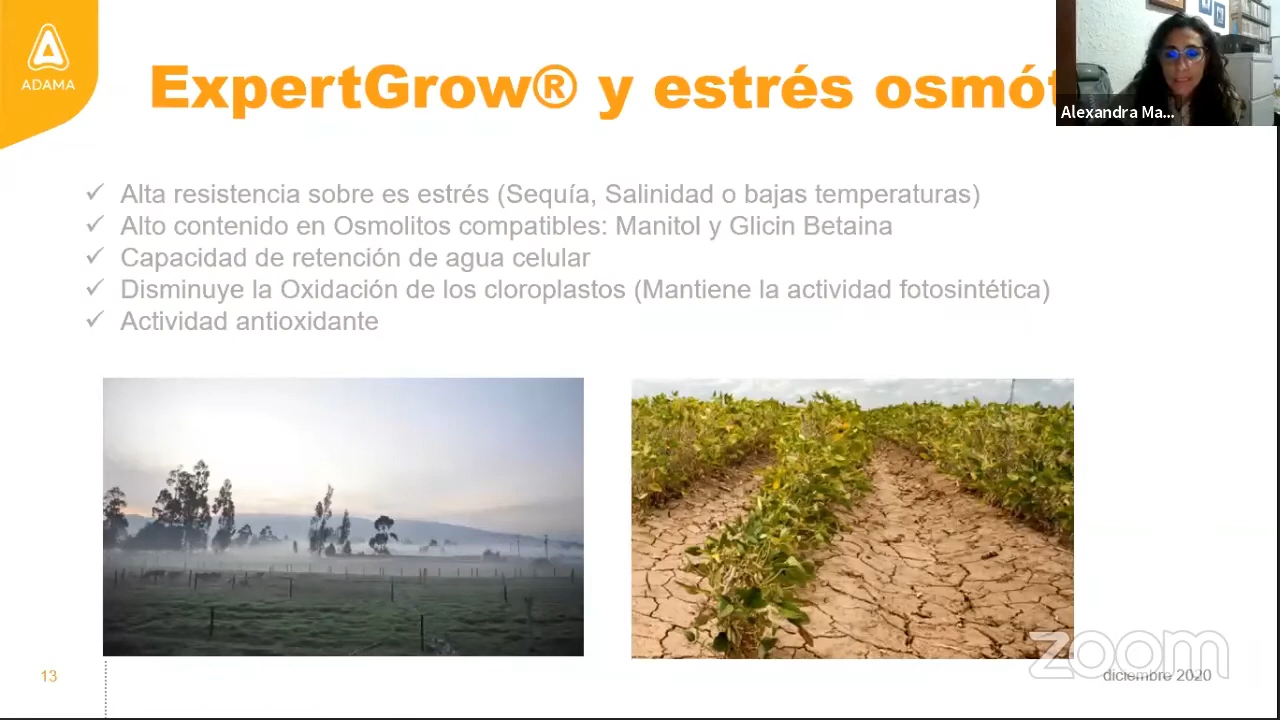 ADAMA
ExpertGrow® y estrés osmót
Alexandra Ma...
✓ Alta resistencia sobre es estrés (Sequía, Salinidad o bajas temperaturas)
✓ Alto contenido en Osmolitos compatibles: Manitol y Glicin Betaina
✓ Capacidad de retención de agua celular
✓ Disminuye la Oxidación de los cloroplastos (Mantiene la actividad fotosintética)
✓ Actividad antioxidante
zoom
13
diciembre 2020